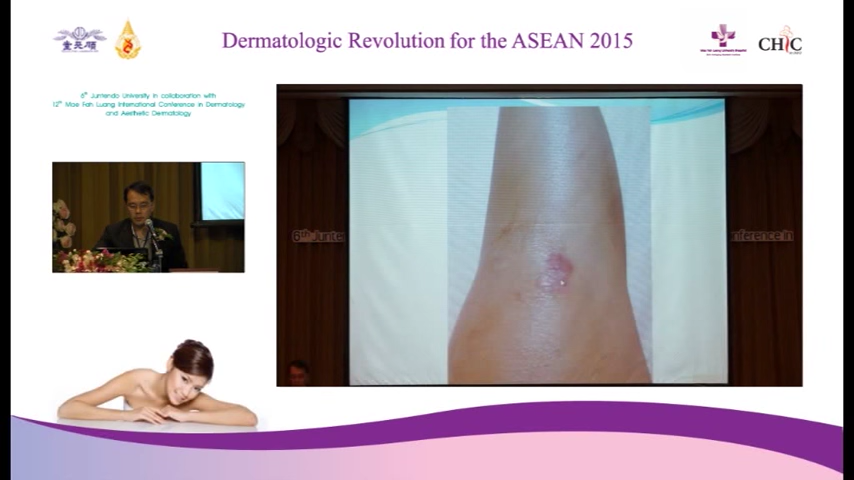 Dermatologic Revolution for the ASEAN 2015
CHIC
6th Juntendo University in collaboration with
12th Mae Fah Luang International Conference in Dermatology
and Aesthetic Dermatology
6th Junte
nference in